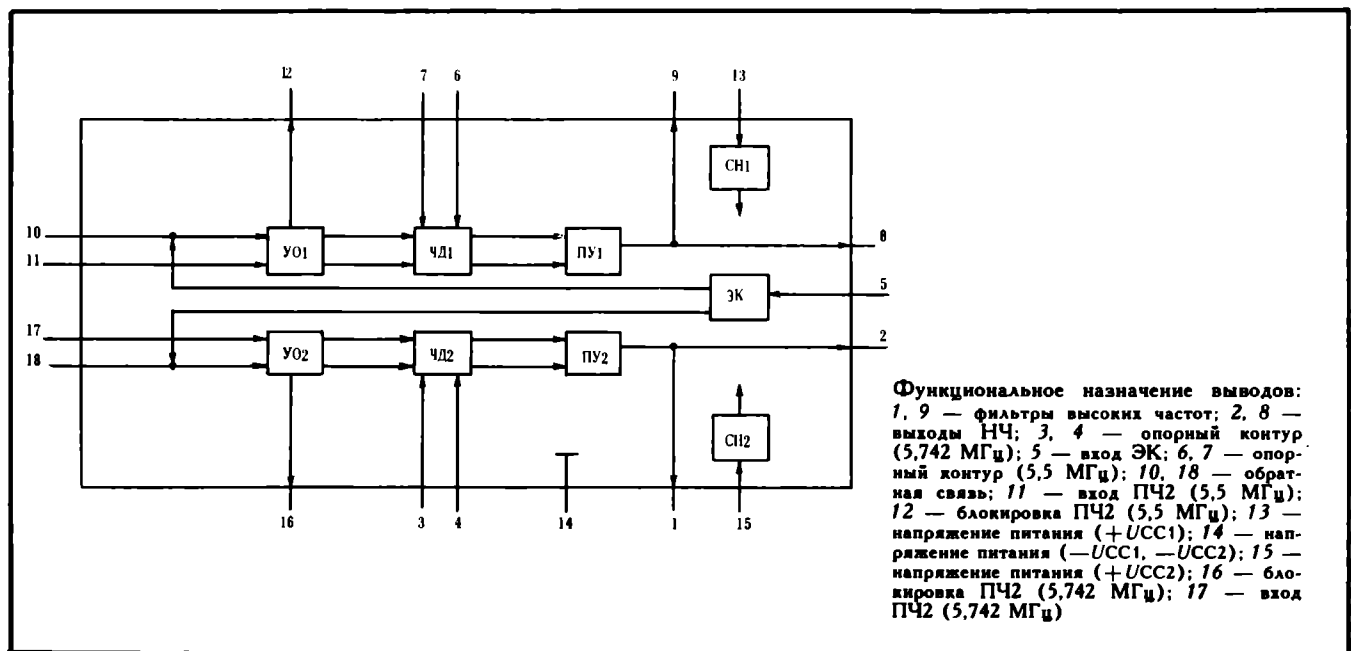 12 7 6 9 13
СН1
10 УО1 ЧД1 ПУ1 8
11
ЭК 5
17 УО2 ЧД2 ПУ2 2
18
СН2
16 3 4 14 1 15
Функциональное назначение выводов:
1, 9 — фильтры высоких частот; 2, 8 —
выходы НЧ; 3, 4 — опорный контур
(5,742 МГц); 5 — вход ЭК; 6, 7 — опор-
ный контур (5,5 МГц); 10, 18 — обрат-
ная связь; 11 — вход ПЧ2 (5,5 МГц);
12 — блокировка ПЧ2 (5,5 МГц); 13 —
напряжение питания (+UCC1); 14 — нап-
ряжение питания (—UCC1, —UCC2); 15 —
напряжение питания (+UCC2); 16 — бло-
кировка ПЧ2 (5,742 МГц); 17 — вход
ПЧ2 (5,742 МГц)